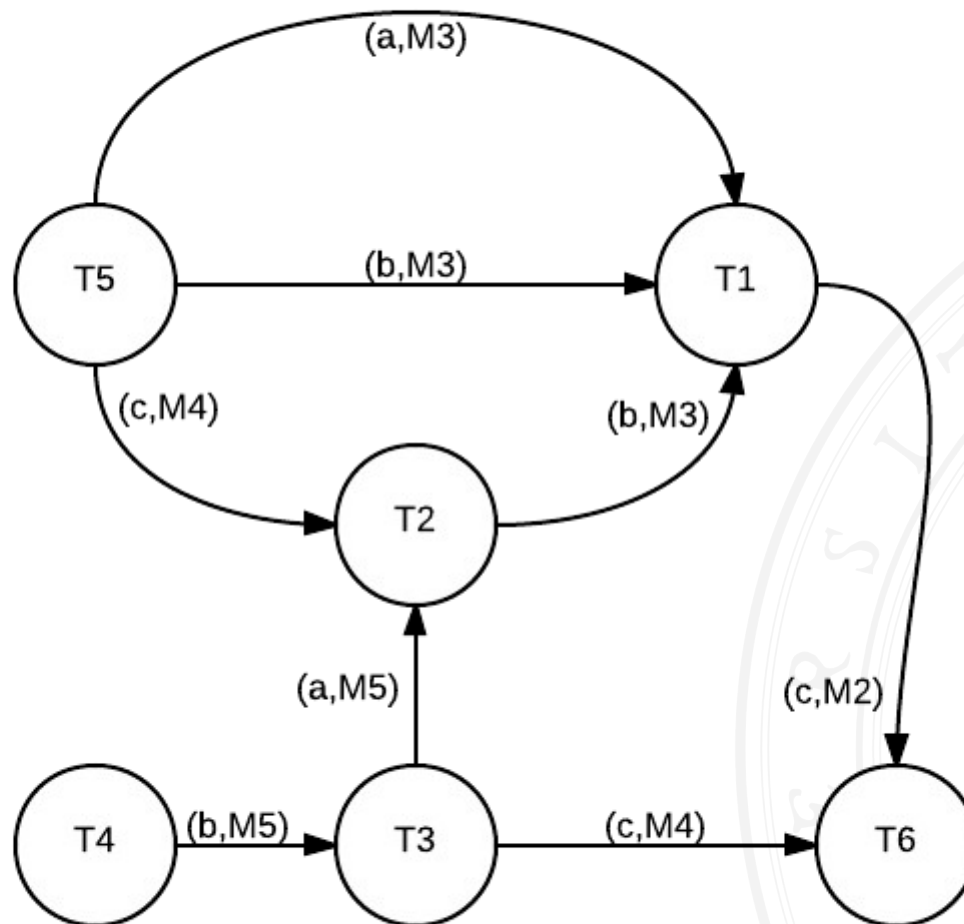 (a,M3)
T5
(b,M3)
T1
(c,M4)
(b,M3)
T2
(a,M5)
(c,M2)
T4
(b,M5)
T3
(c,M4)
T6